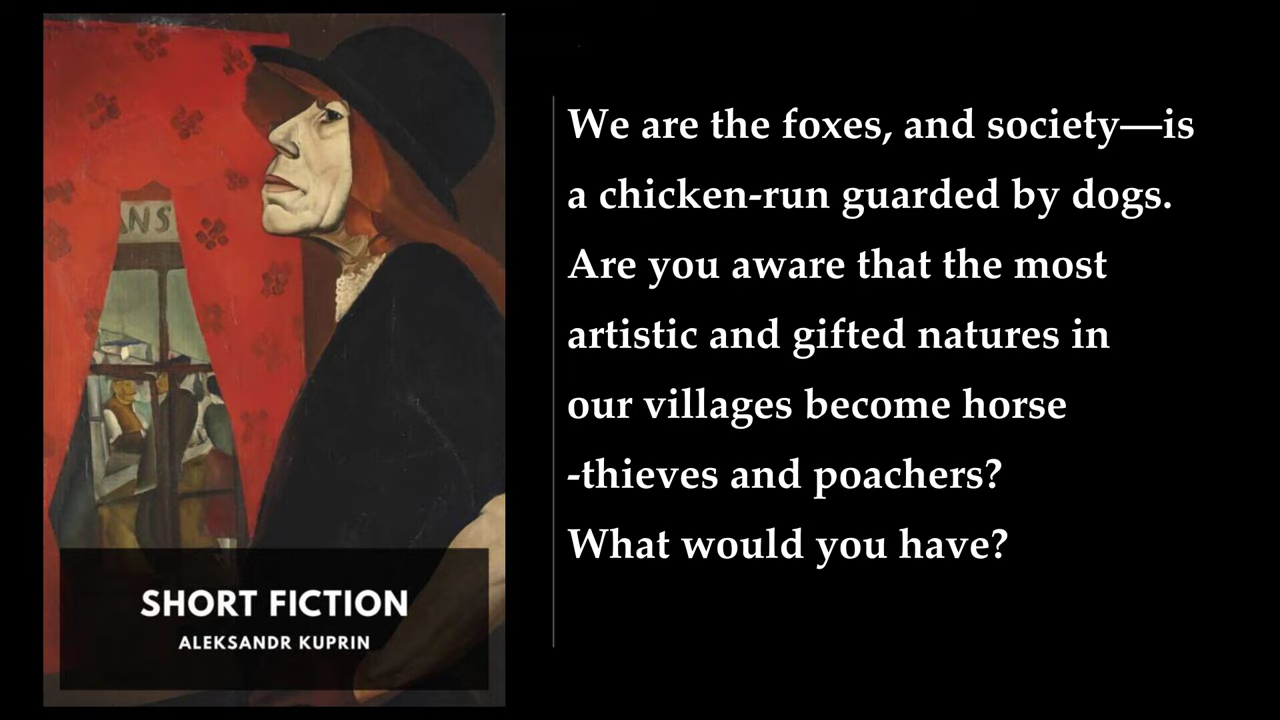 ANS
SHORT FICTION
ALEKSANDR KUPRIN
We are the foxes, and society—is
a chicken-run guarded by dogs.
Are you aware that the most
artistic and gifted natures in
our villages become horse
-thieves and poachers?
What would you have?